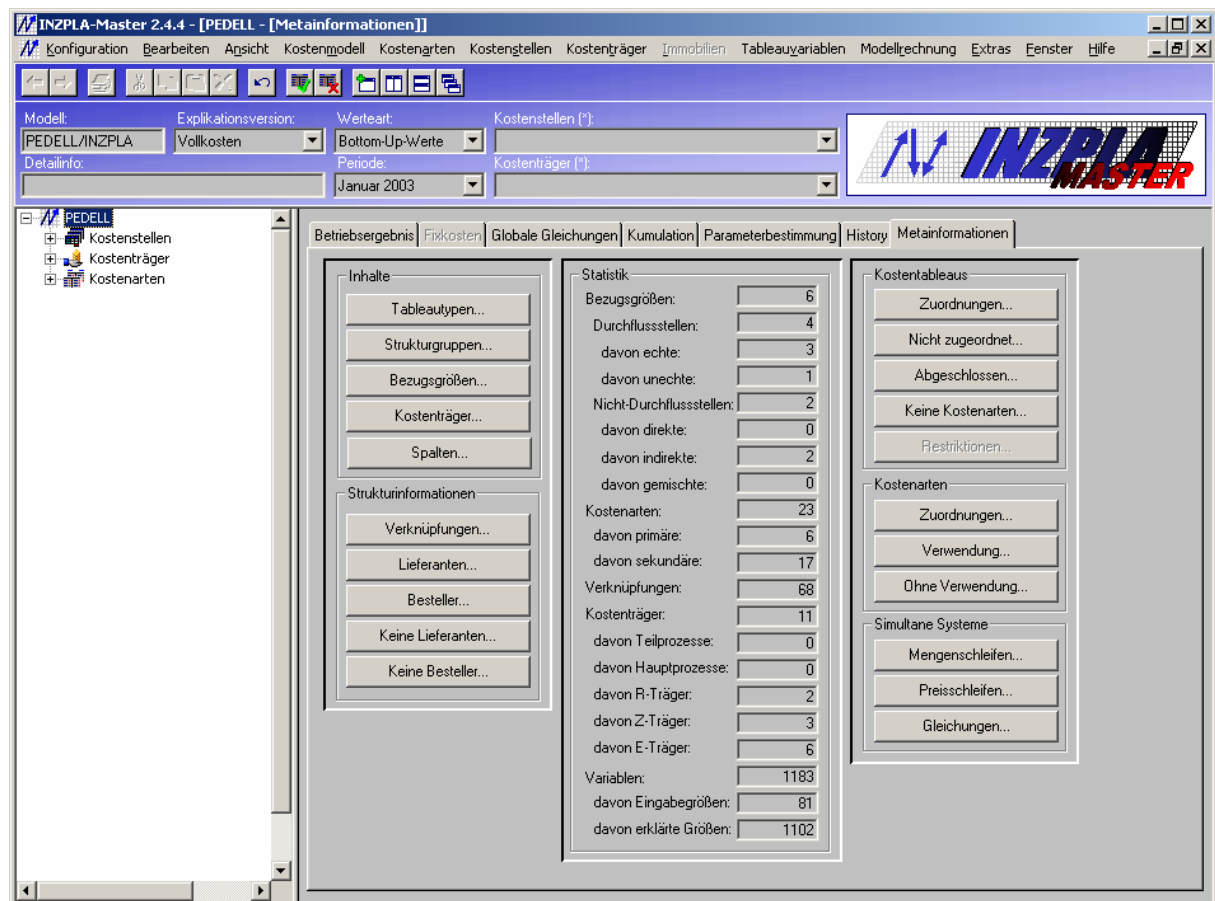 INZPLA-Master 2.4.4 - [PEDELL - [Metainformationen]]
Konfiguration Bearbeiten Ansicht Kostenmodell Kostenarten Kostenstellen Kostenträger Immobilien Tableauvariablen Modellrechnung Extras Fenster Hilfe
Modell: Explikationsversion: Werteart: Kostenstellen (*):
PEDELL/INZPLA Vollkosten Bottom-Up-Werte
Detailinfo: Periode: Kostenträger (*):
Januar 2003
INZPLA
MASTER
PEDELL
Kostenstellen
Kostenträger
Kostenarten
Betriebsergebnis Fixkosten Globale Gleichungen Kumulation Parameterbestimmung History Metainformationen
Inhalte
Tableautypen...
Strukturgruppen...
Bezugsgrößen...
Kostenträger...
Spalten...
Strukturinformationen
Verknüpfungen...
Lieferanten...
Besteller...
Keine Lieferanten...
Keine Besteller...
Statistik
Bezugsgrößen: 6
Durchflussstellen: 4
davon echte: 3
davon unechte: 1
Nicht-Durchflussstellen: 2
davon direkte: 0
davon indirekte: 2
davon gemischte: 0
Kostenarten: 23
davon primäre: 6
davon sekundäre: 17
Verknüpfungen: 68
Kostenträger: 11
davon Teilprozesse: 0
davon Hauptprozesse: 0
davon R-Träger: 2
davon Z-Träger: 3
davon E-Träger: 6
Variablen: 1183
davon Eingabegrößen: 81
davon erklärte Größen: 1102
Kostentableaus
Zuordnungen...
Nicht zugeordnet...
Abgeschlossen...
Keine Kostenarten...
Restriktionen...
Kostenarten
Zuordnungen...
Verwendung...
Ohne Verwendung...
Simultane Systeme
Mengenschleifen...
Preisschleifen...
Gleichungen...